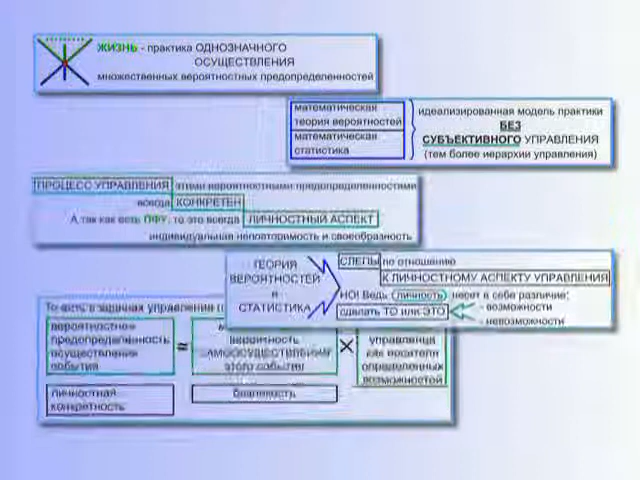 ЖИЗНЬ - практика ОДНОЗНАЧНОГО
ОСУЩЕСТВЛЕНИЯ
множественных вероятностных предопределенностей
математическая
теория вероятностей
математическая
статистика
идеализированная модель практики
БЕЗ
СУБЪЕКТИВНОГО УПРАВЛЕНИЯ
(тем более иерархии управления)
ПРОЦЕСС УПРАВЛЕНИЯ этими вероятностными предопределенностями
всегда КОНКРЕТЕН
А так как есть ПФУ, то это всегда ЛИЧНОСТНЫЙ АСПЕКТ
индивидуальная неповторимость и своеобразность
ТЕОРИЯ
ВЕРОЯТНОСТЕЙ
и
СТАТИСТИКА
СЛЕПЫ по отношению
К ЛИЧНОСТНОМУ АСПЕКТУ УПРАВЛЕНИЯ
НО! Ведь личность несет в себе различие:
сделать ТО или ЭТО
- возможности
- невозможности
То есть в задачах управления
вероятностная
предопределенность
осуществления
события
=
вероятность
САМООСУЩЕСТВЛЕНИЯ
этого события
×
управления
как носителя
определенных
возможностей
личностная
конкретность
безликость